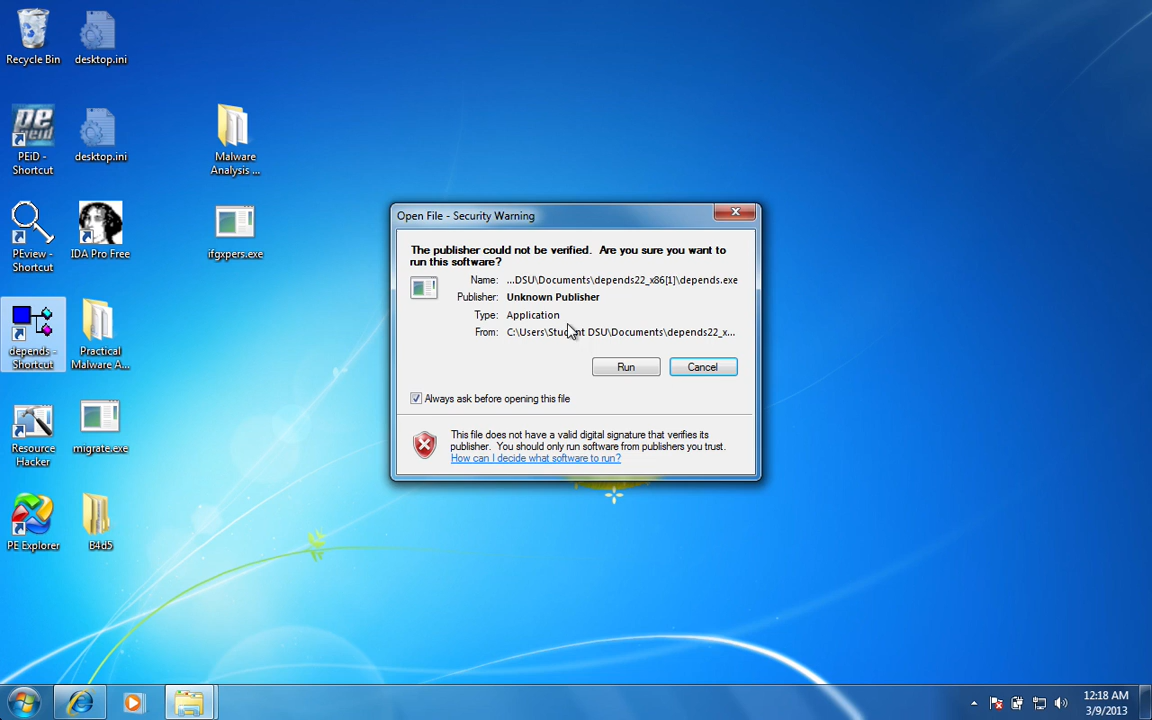 Recycle Bin
desktop.ini
PEiD -
Shortcut
desktop.ini
Malware
Analysis ...
PEview -
Shortcut
IDA Pro Free
ifgxpers.exe
depends -
Shortcut
Practical
Malware A...
Resource
Hacker
migrate.exe
PE Explorer
B4d5
Open File - Security Warning
The publisher could not be verified.  Are you sure you want to
run this software?
Name: ...DSU\Documents\depends22_x86[1]\depends.exe
Publisher: Unknown Publisher
Type: Application
From: C:\Users\Student DSU\Documents\depends22_x...
Run
Cancel
Always ask before opening this file
This file does not have a valid digital signature that verifies its
publisher.  You should only run software from publishers you trust.
How can I decide what software to run?
12:18 AM
3/9/2013